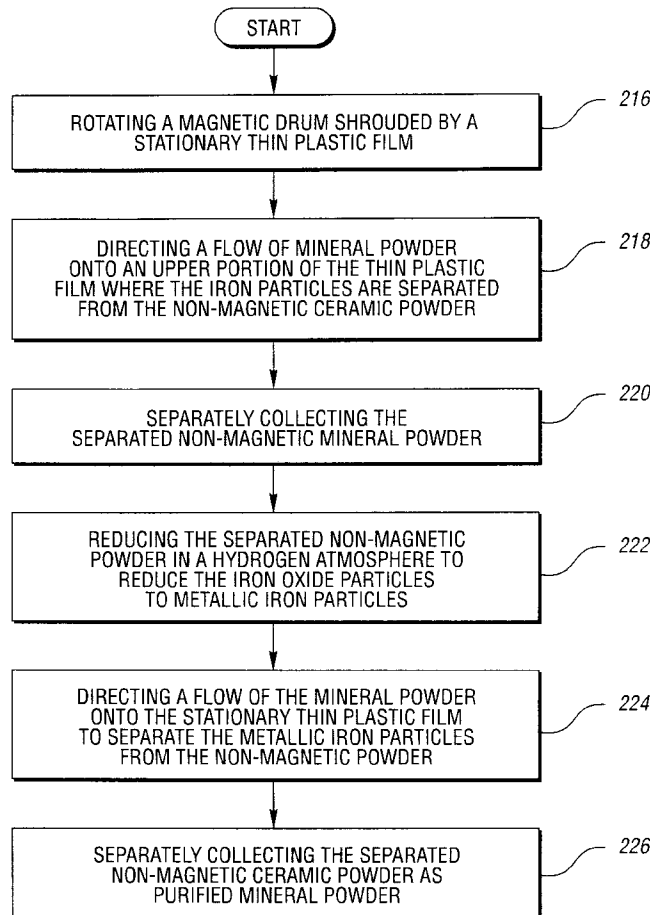 START
ROTATING A MAGNETIC DRUM SHROUDED BY A
STATIONARY THIN PLASTIC FILM
216
DIRECTING A FLOW OF MINERAL POWDER
ONTO AN UPPER PORTION OF THE THIN PLASTIC
FILM WHERE THE IRON PARTICLES ARE SEPARATED
FROM THE NON-MAGNETIC CERAMIC POWDER
218
SEPARATELY COLLECTING THE
SEPARATED NON-MAGNETIC MINERAL POWDER
220
REDUCING THE SEPARATED NON-MAGNETIC
POWDER IN A HYDROGEN ATMOSPHERE TO
REDUCE THE IRON OXIDE PARTICLES
TO METALLIC IRON PARTICLES
222
DIRECTING A FLOW OF THE MINERAL POWDER
ONTO THE STATIONARY THIN PLASTIC FILM
TO SEPARATE THE METALLIC IRON PARTICLES
FROM THE NON-MAGNETIC POWDER
224
SEPARATELY COLLECTING THE SEPARATED
NON-MAGNETIC CERAMIC POWDER AS
PURIFIED MINERAL POWDER
226